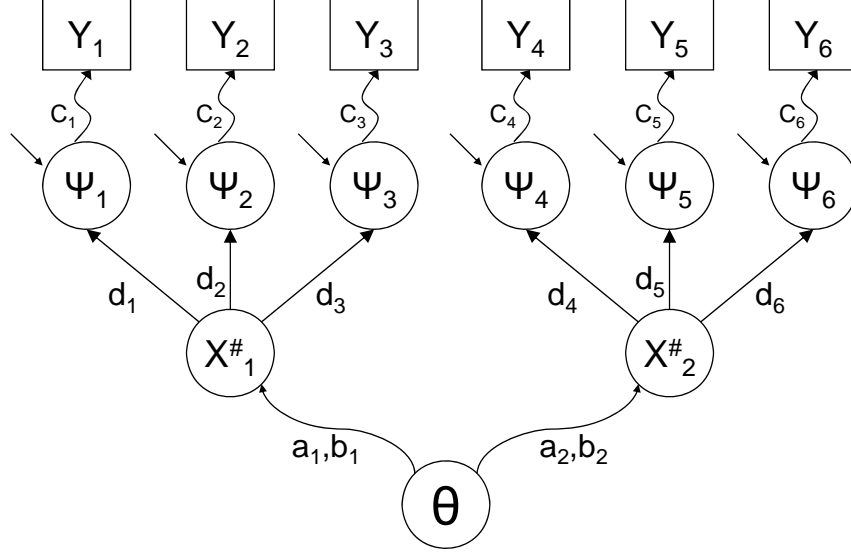 Y₁ Y₂ Y₃ Y₄ Y₅ Y₆
C₁ C₂ C₃ C₄ C₅ C₆
Ψ₁ Ψ₂ Ψ₃ Ψ₄ Ψ₅ Ψ₆
d₁ d₂ d₃ d₄ d₅ d₆
X#₁ X#₂
a₁,b₁ a₂,b₂
θ